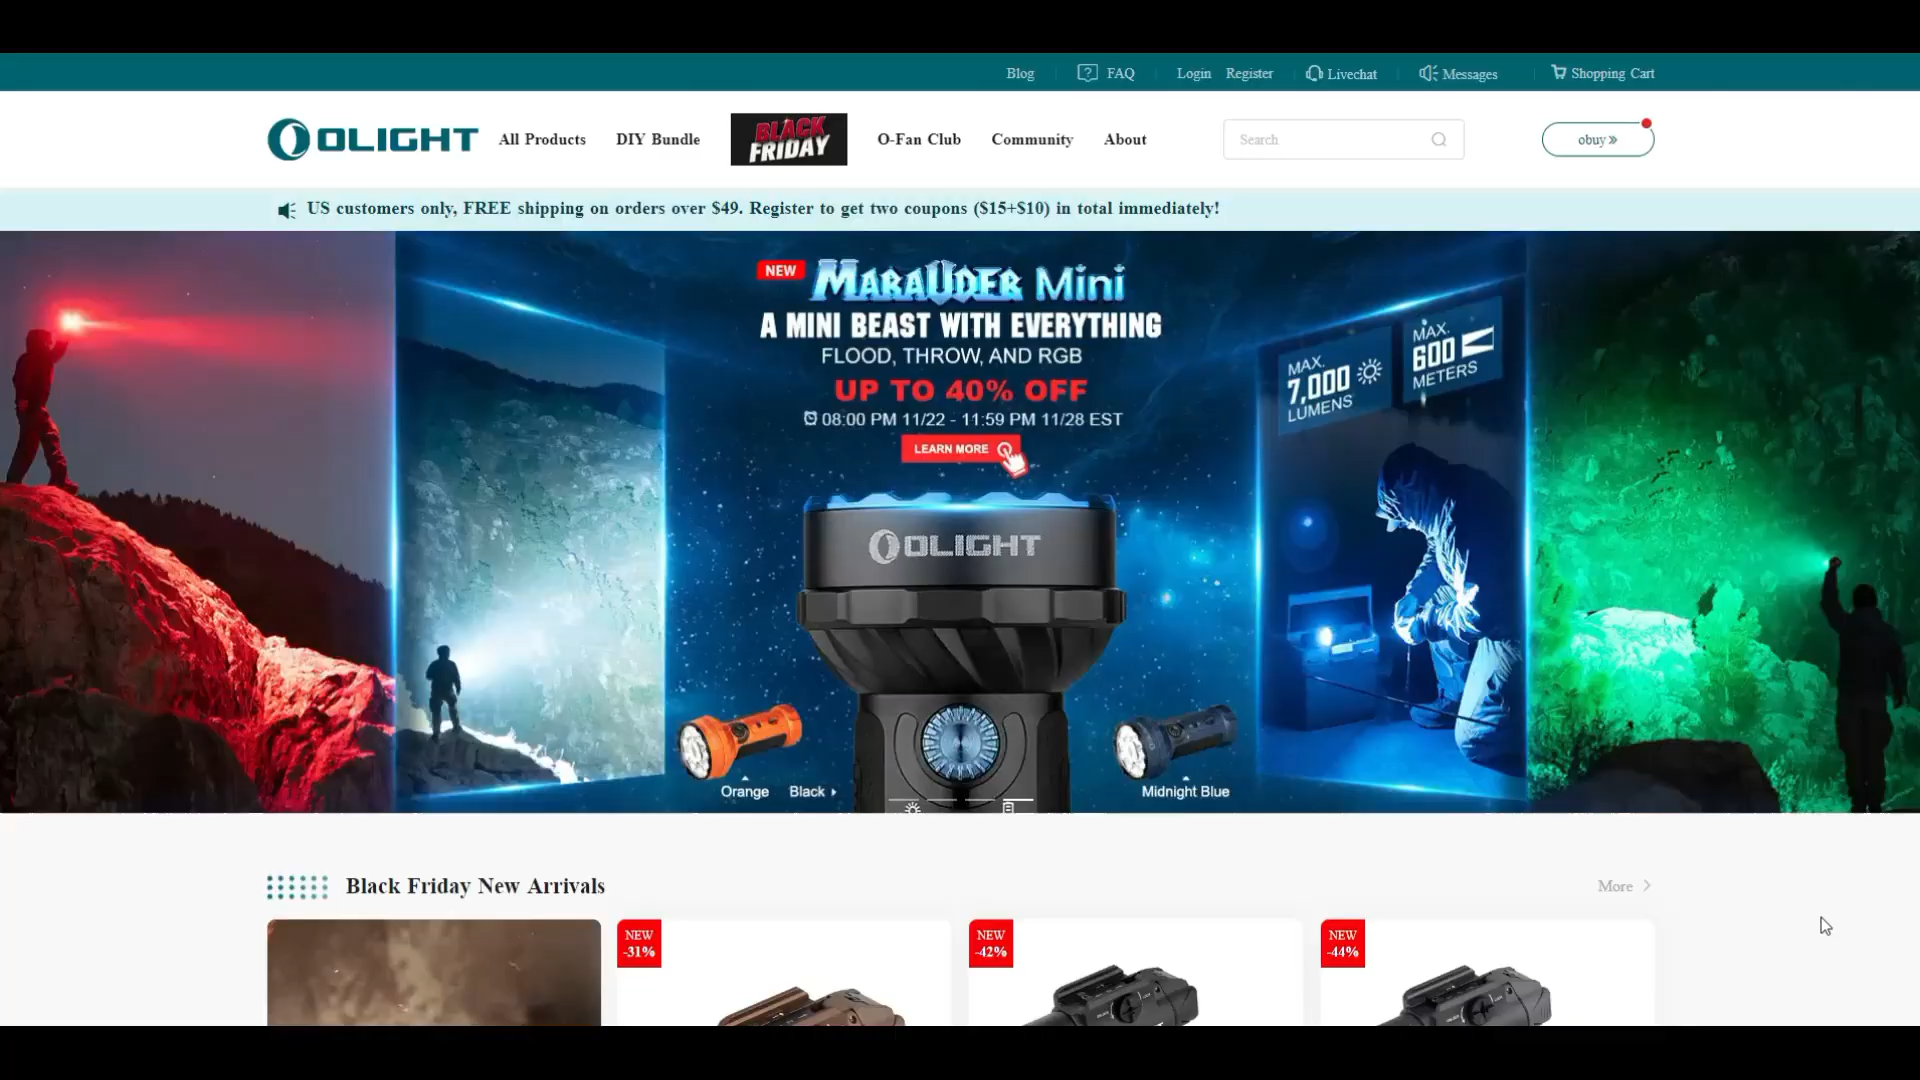 Blog
FAQ
Login Register
Livechat
Messages
Shopping Cart
OLIGHT
All Products
DIY Bundle
BLACK
FRIDAY
O-Fan Club
Community
About
Search
obuy »
US customers only, FREE shipping on orders over $49. Register to get two coupons ($15+$10) in total immediately!
NEW
MARAUDER Mini
A MINI BEAST WITH EVERYTHING
FLOOD, THROW, AND RGB
UP TO 40% OFF
08:00 PM 11/22 - 11:59 PM 11/28 EST
LEARN MORE
MAX.
7,000
LUMENS
MAX.
600
METERS
OLIGHT
Orange
Black
Midnight Blue
Black Friday New Arrivals
More
NEW
-31%
NEW
-42%
NEW
-44%